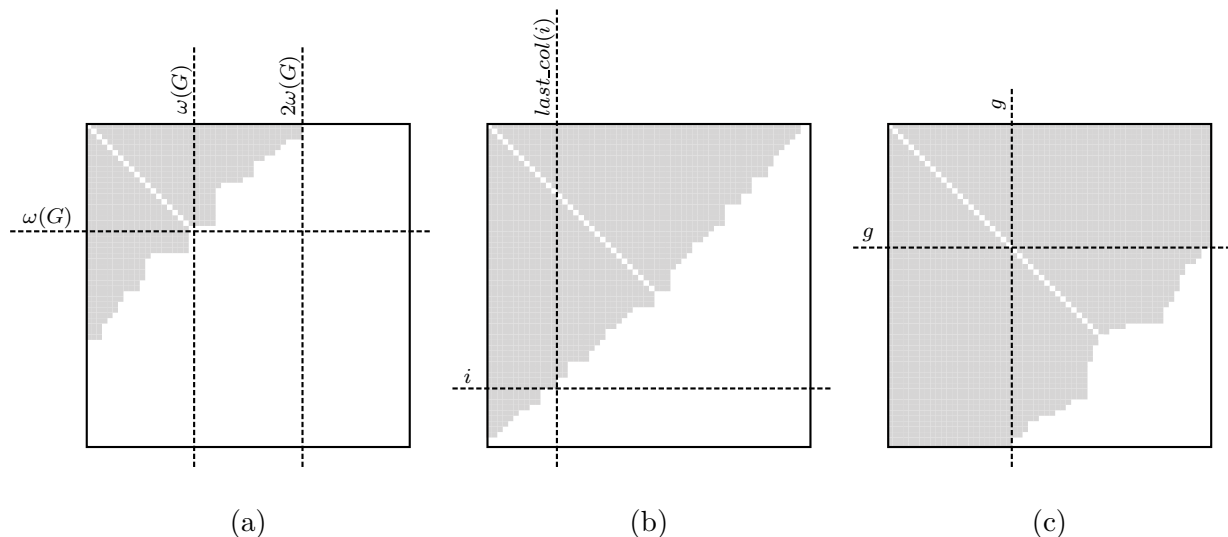 ω(G)
2ω(G)
ω(G)
(a)
last_col(i)
i
(b)
g
g
(c)